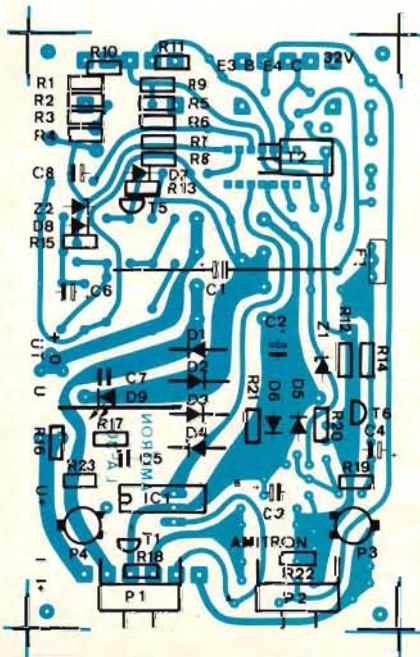 R10
R11
E3 B E4 C
32V
R1
R9
R2
R5
R3
R6
R4
R7
T2
R8
C8
D7
R13
Z2
T5
D8
R15
F
C1
C6
+
UT
D1
C2
Z1
R12
R14
D2
U
C7
D9
D6
D5
R21
D3
T6
R17
R20
C4
D4
R16
C5
R19
R23
U+
IC1
C3
P4
T1
AMITRON
P3
R18
R22
P1
P2